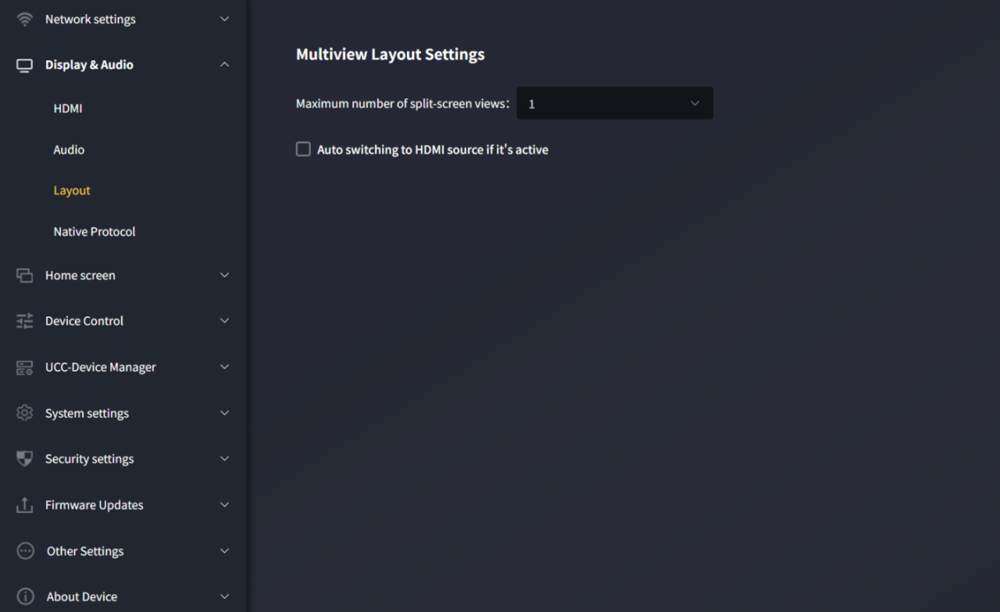 Network settings
Display & Audio
HDMI
Audio
Layout
Native Protocol
Home screen
Device Control
UCC-Device Manager
System settings
Security settings
Firmware Updates
Other Settings
About Device
Multiview Layout Settings
Maximum number of split-screen views: 1
Auto switching to HDMI source if it's active